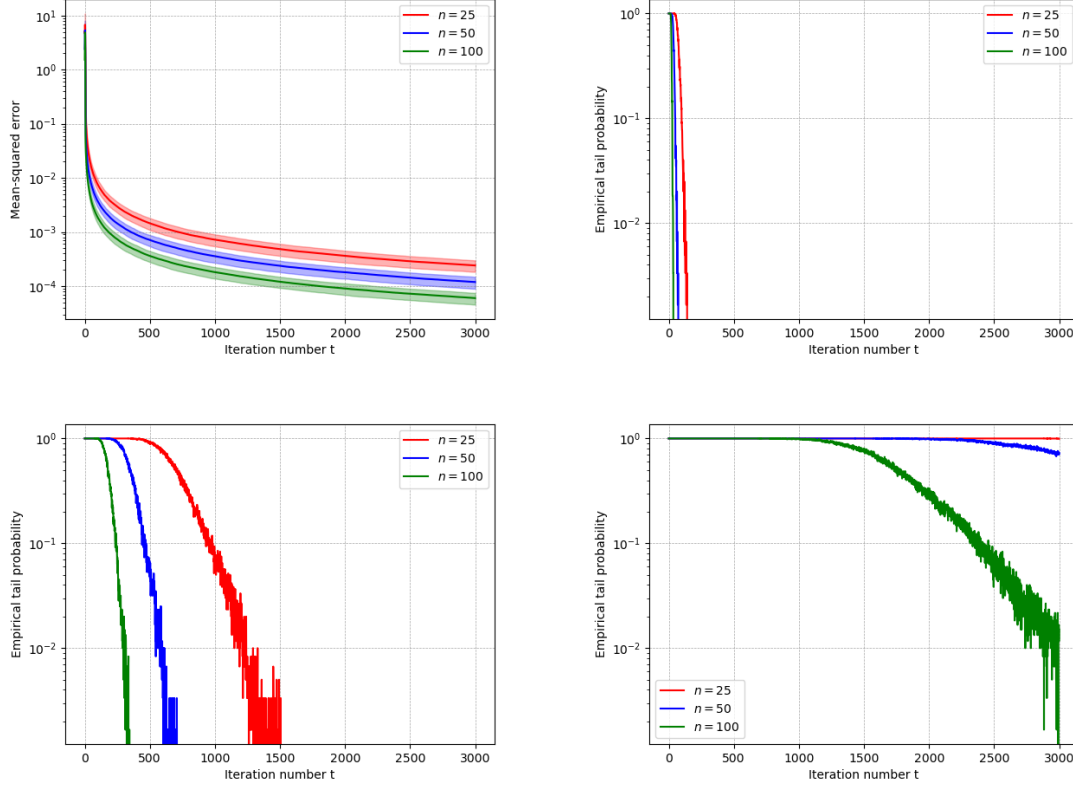 10¹
10⁰
10⁻¹
10⁻²
10⁻³
10⁻⁴
Mean-squared error
0 500 1000 1500 2000 2500 3000
Iteration number t
n = 25
n = 50
n = 100
10⁰
10⁻¹
10⁻²
Empirical tail probability
0 500 1000 1500 2000 2500 3000
Iteration number t
n = 25
n = 50
n = 100
10⁰
10⁻¹
10⁻²
Empirical tail probability
0 500 1000 1500 2000 2500 3000
Iteration number t
n = 25
n = 50
n = 100
10⁰
10⁻¹
10⁻²
Empirical tail probability
0 500 1000 1500 2000 2500 3000
Iteration number t
n = 25
n = 50
n = 100